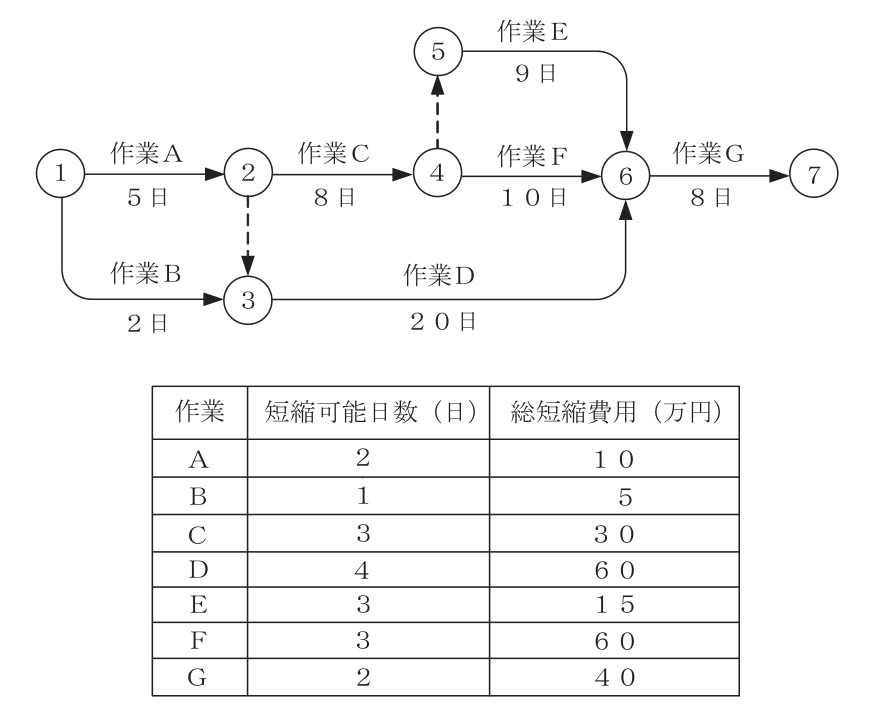 ⑤ 作業E
9日
① 作業A ② 作業C ④ 作業F ⑥ 作業G ⑦
5日 8日 10日 8日
作業B ③ 作業D
2日 20日
作業 短縮可能日数（日） 総短縮費用（万円）
A 2 10
B 1 5
C 3 30
D 4 60
E 3 15
F 3 60
G 2 40